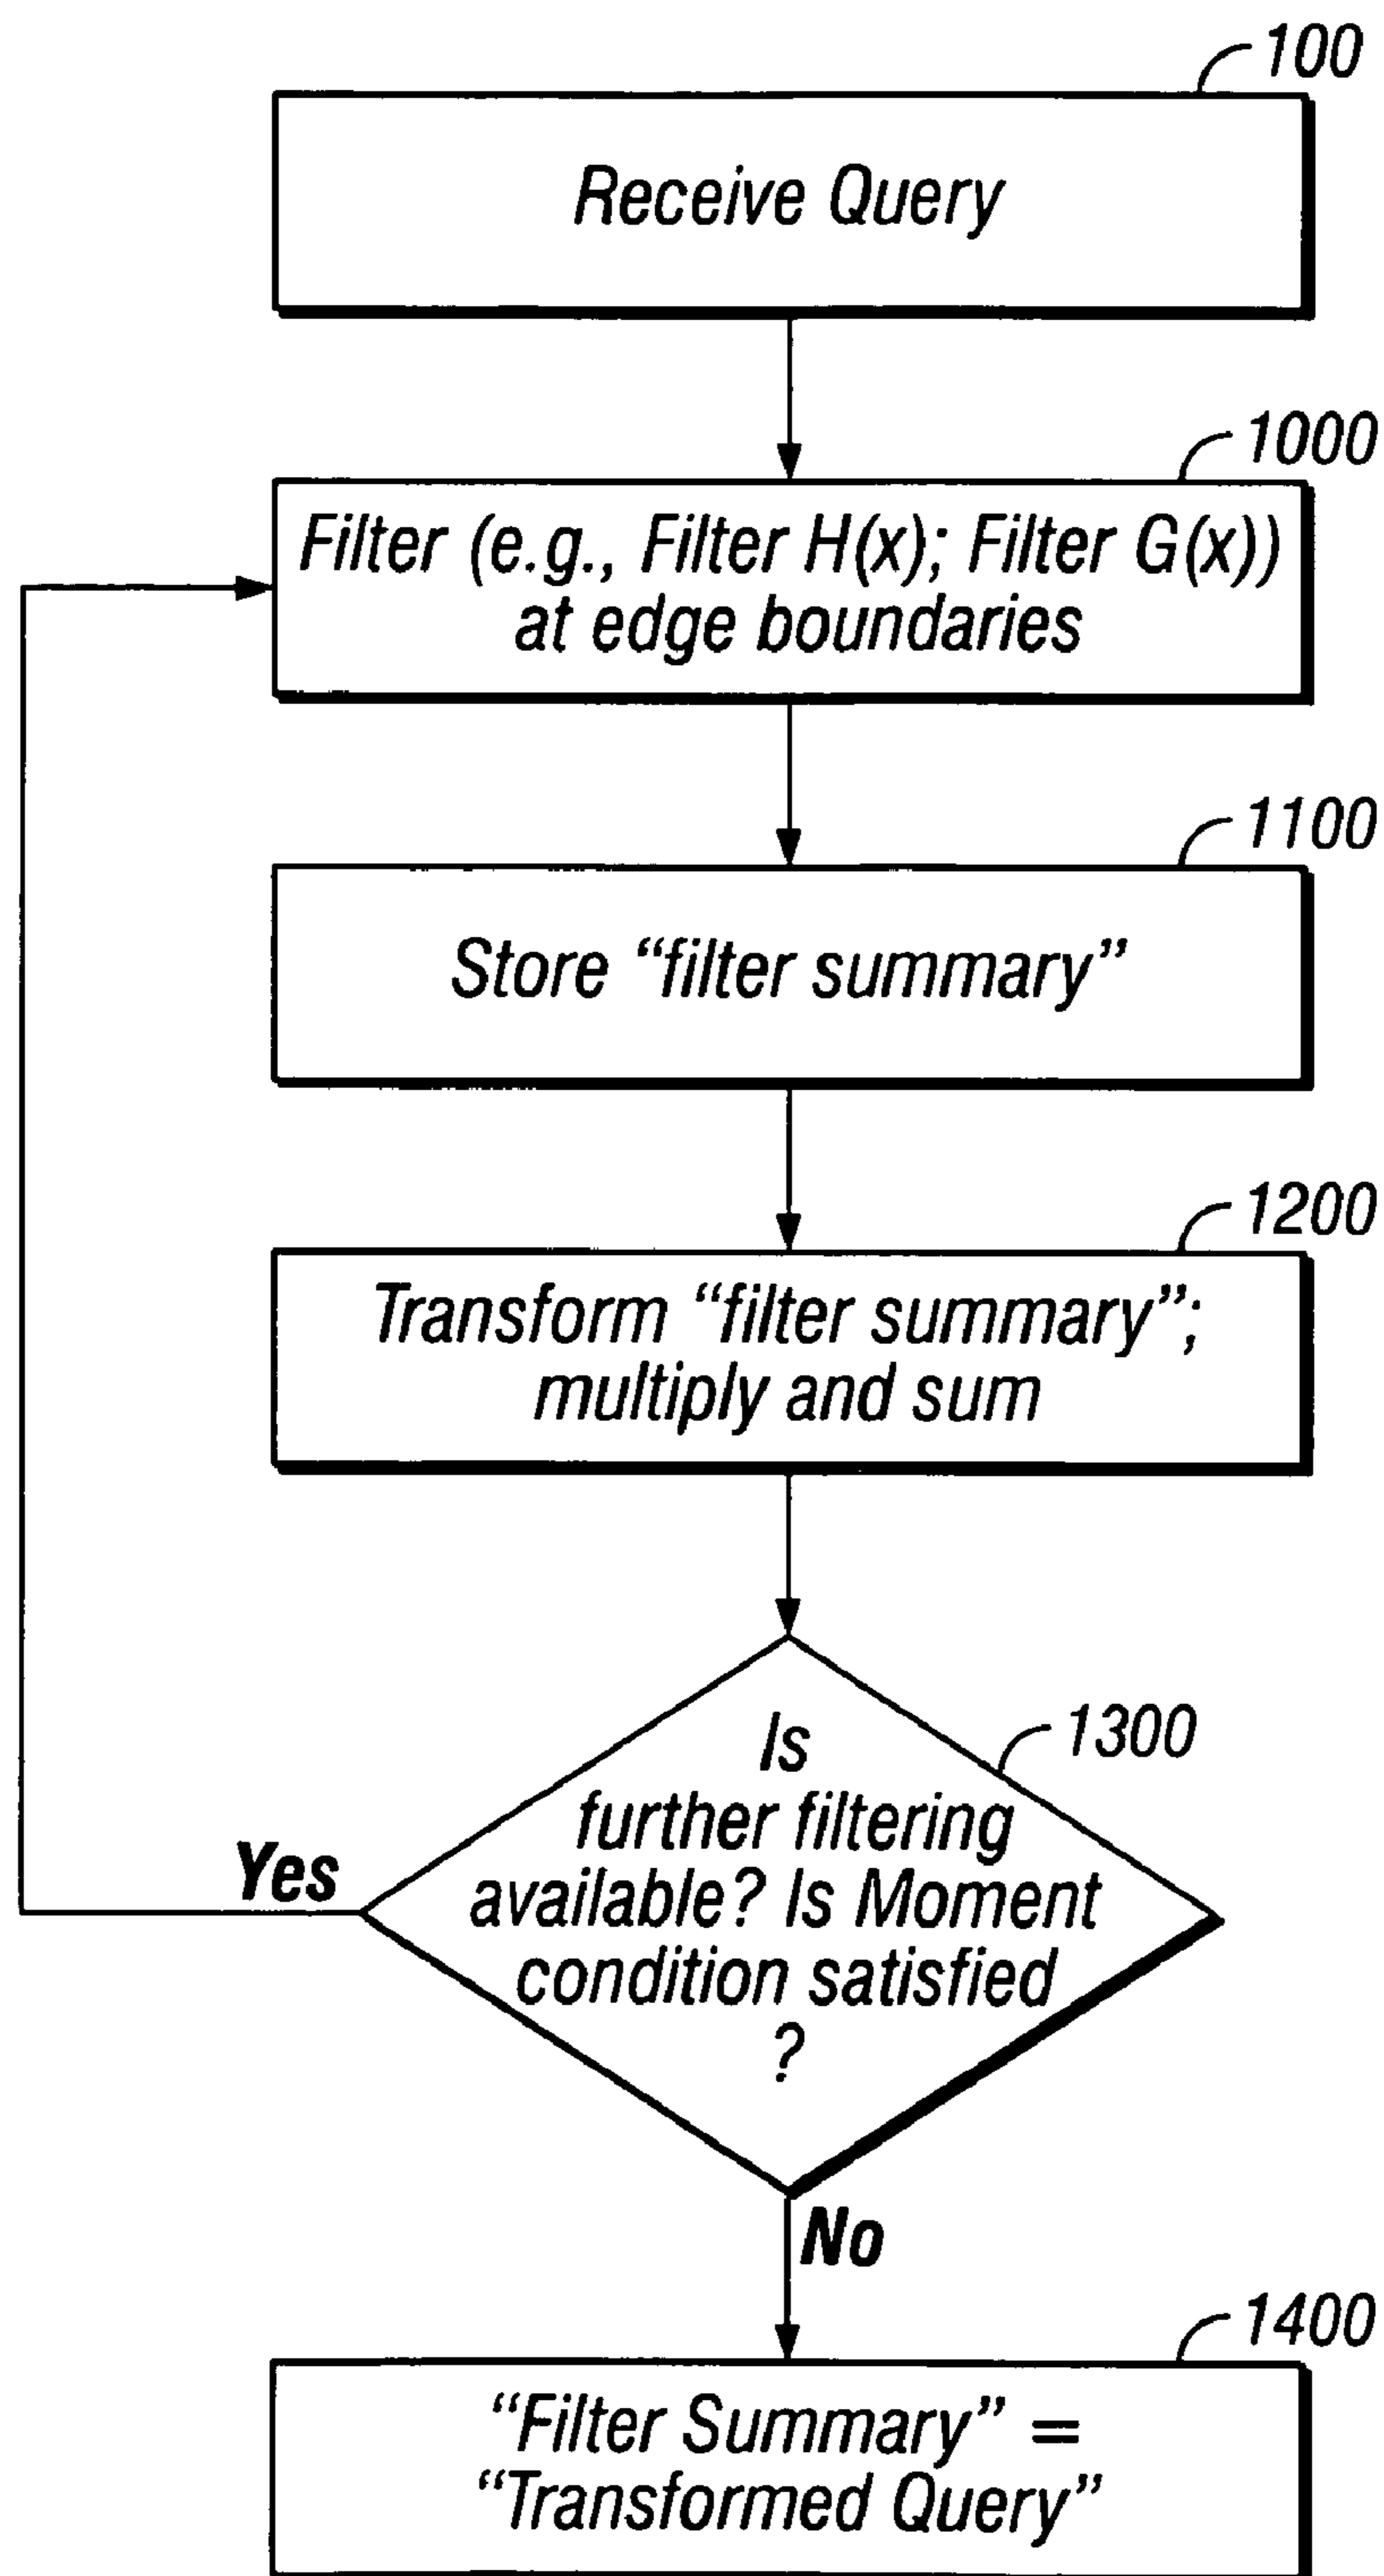 100
Receive Query
1000
Filter (e.g., Filter H(x); Filter G(x))
at edge boundaries
1100
Store “filter summary”
1200
Transform “filter summary”;
multiply and sum
1300
Is
further filtering
available? Is Moment
condition satisfied
?
Yes
No
1400
“Filter Summary” =
“Transformed Query”